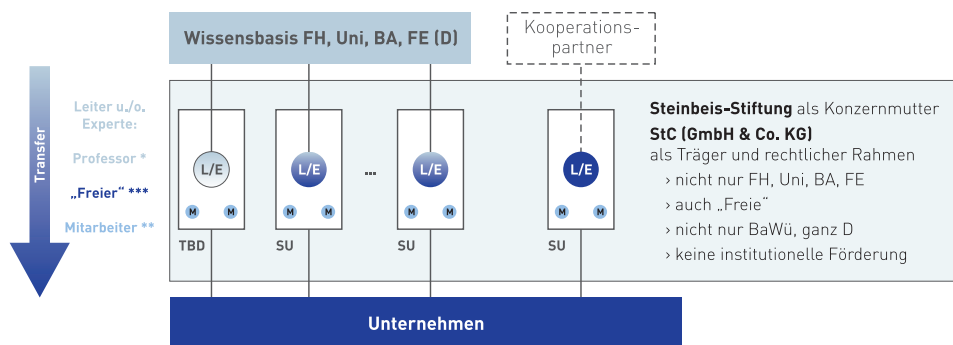 Wissensbasis FH, Uni, BA, FE (D)
Kooperations-
partner
Transfer
Leiter u./o.
Experte:
Professor *
„Freier“ ***
Mitarbeiter **
L/E
M M
TBD
L/E
M M
SU
...
L/E
M M
SU
L/E
M M
SU
Steinbeis-Stiftung als Konzernmutter
StC (GmbH & Co. KG)
als Träger und rechtlicher Rahmen
› nicht nur FH, Uni, BA, FE
› auch „Freie“
› nicht nur BaWü, ganz D
› keine institutionelle Förderung
Unternehmen